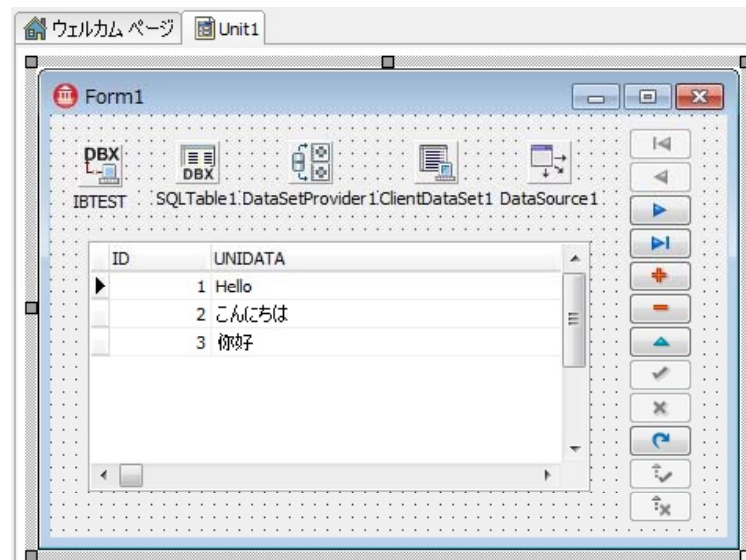 ウェルカム ページ Unit1
Form1
DBX DBX
IBTEST SQLTable1 DataSetProvider1 ClientDataSet1 DataSource1
ID UNIDATA
1 Hello
2 こんにちは
3 你好